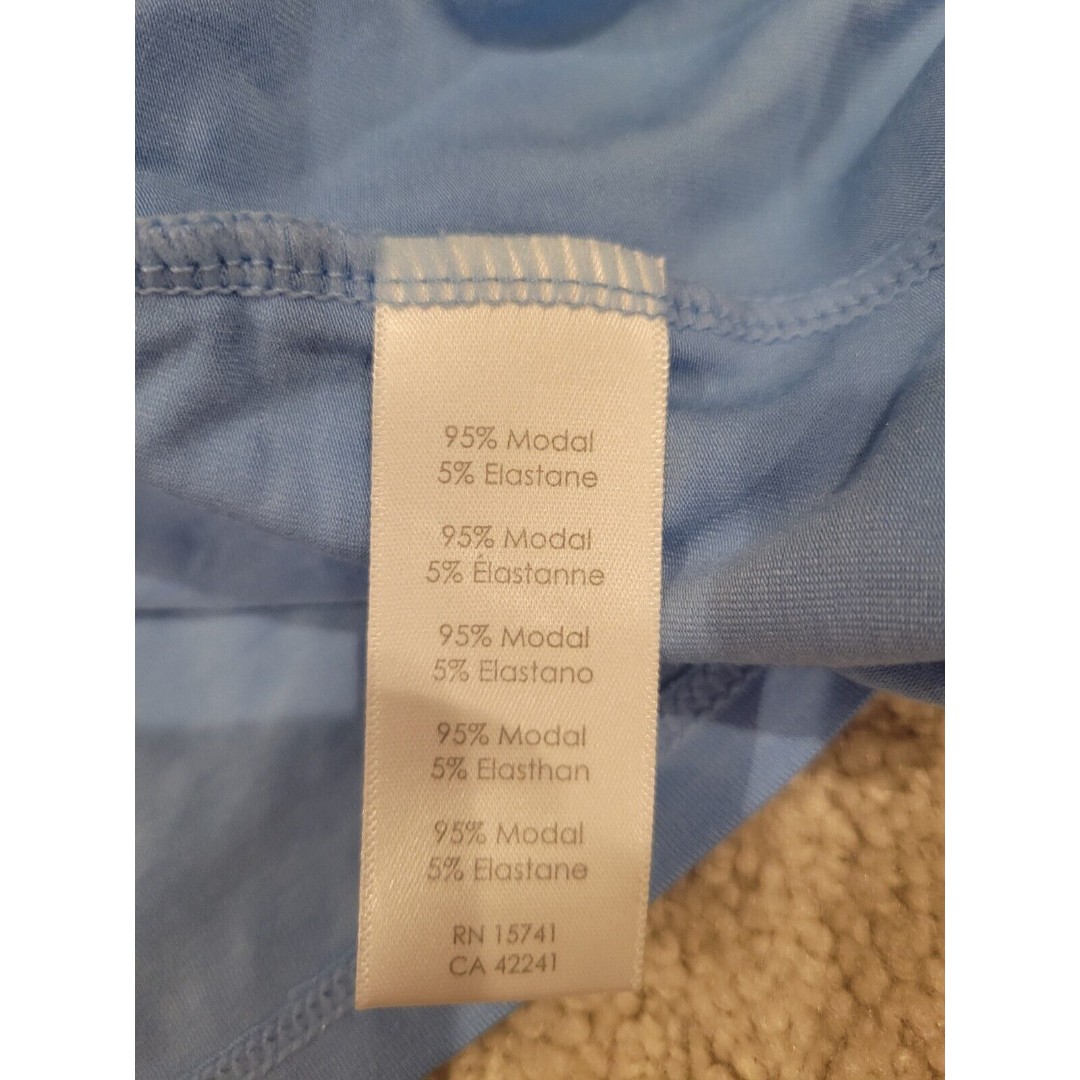 95% Modal
5% Elastane
95% Modal
5% Élastanne
95% Modal
5% Elastano
95% Modal
5% Elasthan
95% Modal
5% Elastane
RN 15741
CA 42241